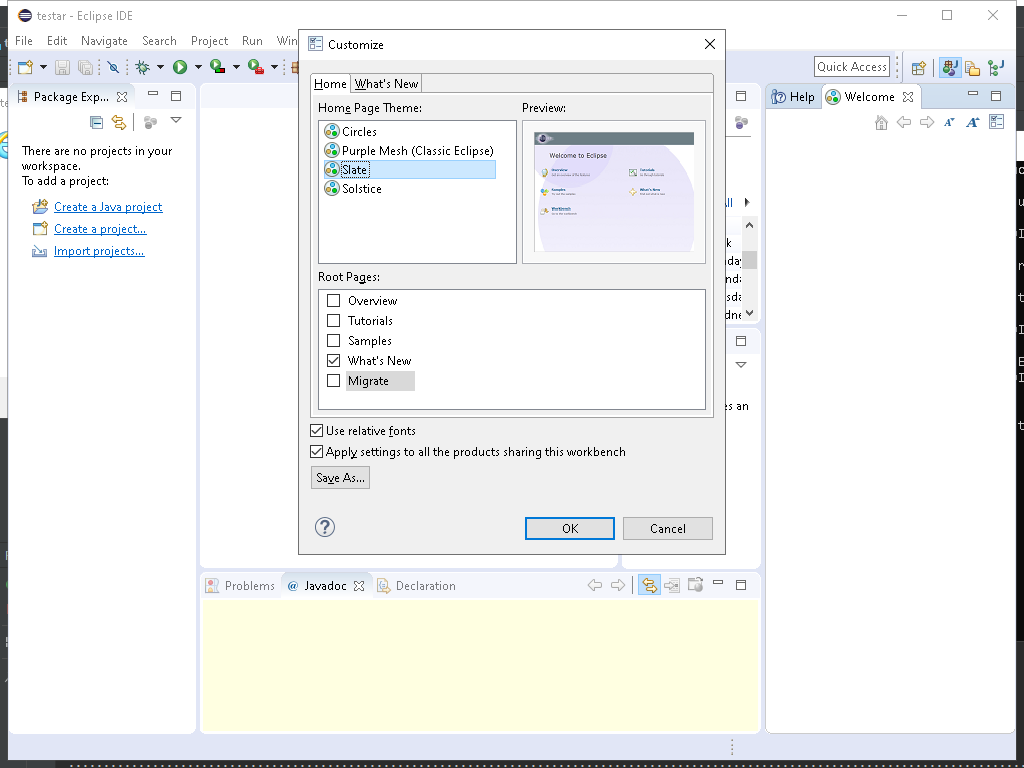 testar - Eclipse IDE
File Edit Navigate Search Project Run Win
Quick Access
Package Exp...
There are no projects in your
workspace.
To add a project:
Create a Java project
Create a project...
Import projects...
Customize
Home What's New
Home Page Theme:
Circles
Purple Mesh (Classic Eclipse)
Slate
Solstice
Preview:
Welcome to Eclipse
Overview
Tutorials
Samples
What's New
Workbench
Root Pages:
Overview
Tutorials
Samples
What's New
Migrate
Use relative fonts
Apply settings to all the products sharing this workbench
Save As...
OK Cancel
es an
Help Welcome
Problems @ Javadoc Declaration